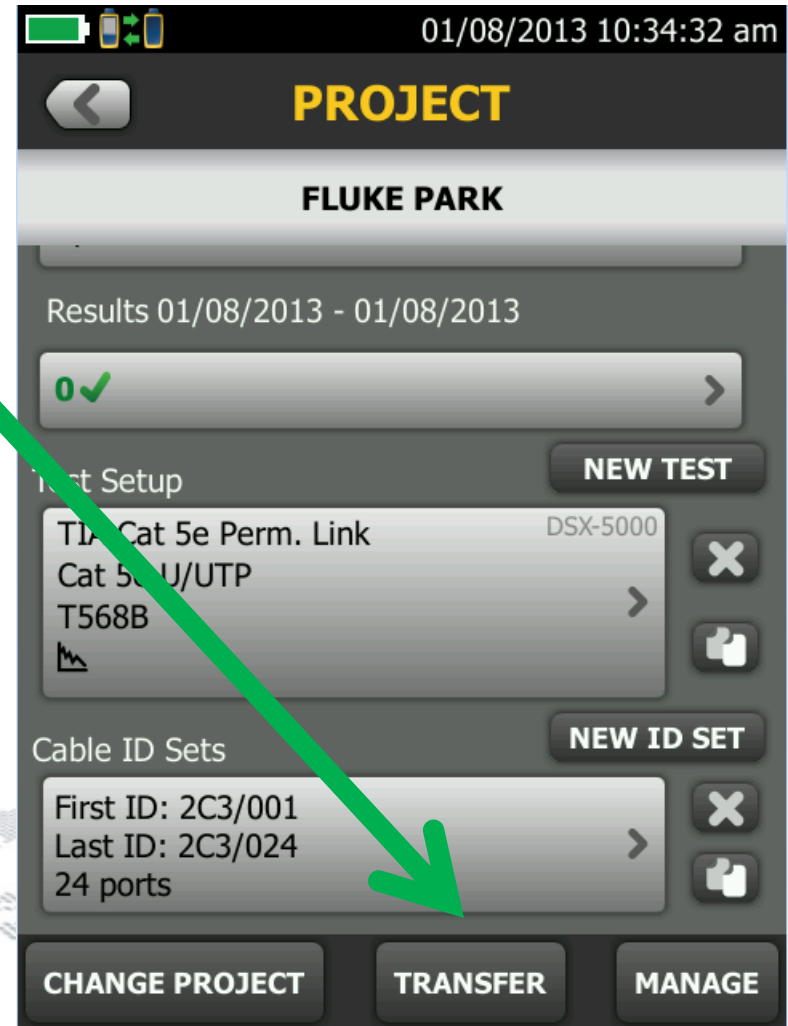 01/08/2013 10:34:32 am
PROJECT
FLUKE PARK
Results 01/08/2013 - 01/08/2013
0
NEW TEST
Test Setup
TIA Cat 5e Perm. Link
DSX-5000
Cat 5e U/UTP
T568B
NEW ID SET
Cable ID Sets
First ID: 2C3/001
Last ID: 2C3/024
24 ports
CHANGE PROJECT
TRANSFER
MANAGE